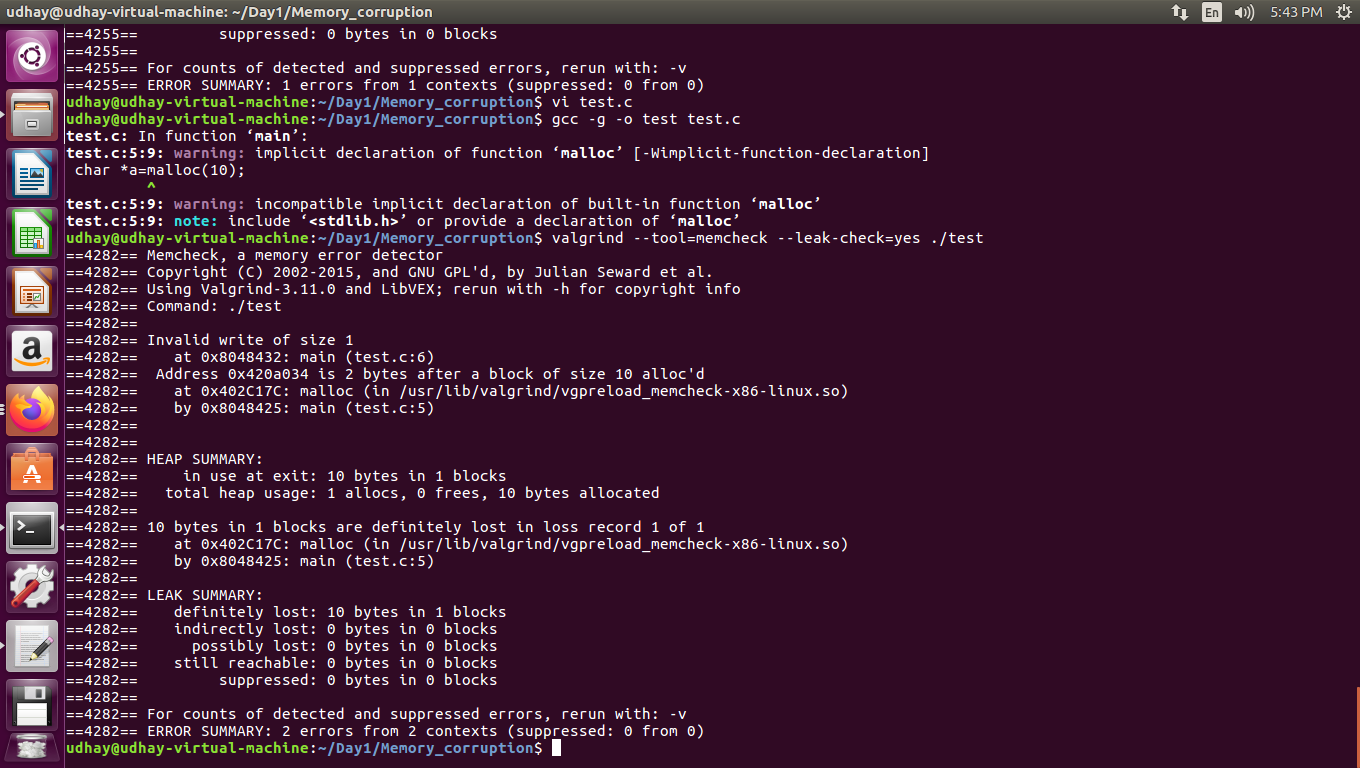 udhay@udhay-virtual-machine: ~/Day1/Memory_corruption En 5:43 PM
==4255==         suppressed: 0 bytes in 0 blocks
==4255==
==4255== For counts of detected and suppressed errors, rerun with: -v
==4255== ERROR SUMMARY: 1 errors from 1 contexts (suppressed: 0 from 0)
udhay@udhay-virtual-machine:~/Day1/Memory_corruption$ vi test.c
udhay@udhay-virtual-machine:~/Day1/Memory_corruption$ gcc -g -o test test.c
test.c: In function ‘main’:
test.c:5:9: warning: implicit declaration of function ‘malloc’ [-Wimplicit-function-declaration]
 char *a=malloc(10);
         ^
test.c:5:9: warning: incompatible implicit declaration of built-in function ‘malloc’
test.c:5:9: note: include ‘<stdlib.h>’ or provide a declaration of ‘malloc’
udhay@udhay-virtual-machine:~/Day1/Memory_corruption$ valgrind --tool=memcheck --leak-check=yes ./test
==4282== Memcheck, a memory error detector
==4282== Copyright (C) 2002-2015, and GNU GPL'd, by Julian Seward et al.
==4282== Using Valgrind-3.11.0 and LibVEX; rerun with -h for copyright info
==4282== Command: ./test
==4282==
==4282== Invalid write of size 1
==4282==    at 0x8048432: main (test.c:6)
==4282==  Address 0x420a034 is 2 bytes after a block of size 10 alloc'd
==4282==    at 0x402C17C: malloc (in /usr/lib/valgrind/vgpreload_memcheck-x86-linux.so)
==4282==    by 0x8048425: main (test.c:5)
==4282==
==4282==
==4282== HEAP SUMMARY:
==4282==     in use at exit: 10 bytes in 1 blocks
==4282==   total heap usage: 1 allocs, 0 frees, 10 bytes allocated
==4282==
==4282== 10 bytes in 1 blocks are definitely lost in loss record 1 of 1
==4282==    at 0x402C17C: malloc (in /usr/lib/valgrind/vgpreload_memcheck-x86-linux.so)
==4282==    by 0x8048425: main (test.c:5)
==4282==
==4282== LEAK SUMMARY:
==4282==    definitely lost: 10 bytes in 1 blocks
==4282==    indirectly lost: 0 bytes in 0 blocks
==4282==      possibly lost: 0 bytes in 0 blocks
==4282==    still reachable: 0 bytes in 0 blocks
==4282==         suppressed: 0 bytes in 0 blocks
==4282==
==4282== For counts of detected and suppressed errors, rerun with: -v
==4282== ERROR SUMMARY: 2 errors from 2 contexts (suppressed: 0 from 0)
udhay@udhay-virtual-machine:~/Day1/Memory_corruption$